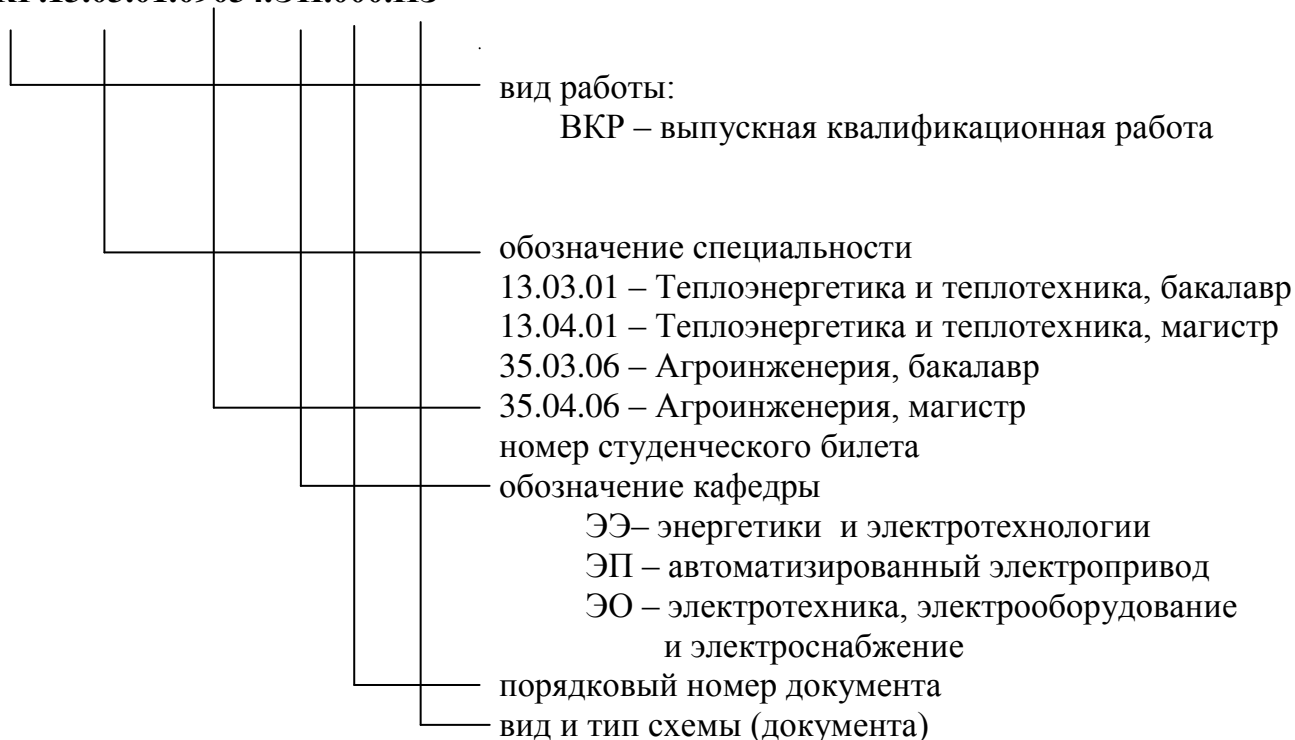 вид работы:
ВКР – выпускная квалификационная работа
обозначение специальности
13.03.01 – Теплоэнергетика и теплотехника, бакалавр
13.04.01 – Теплоэнергетика и теплотехника, магистр
35.03.06 – Агроинженерия, бакалавр
35.04.06 – Агроинженерия, магистр
номер студенческого билета
обозначение кафедры
ЭЭ– энергетики и электротехнологии
ЭП – автоматизированный электропривод
ЭО – электротехника, электрооборудование
и электроснабжение
порядковый номер документа
вид и тип схемы (документа)